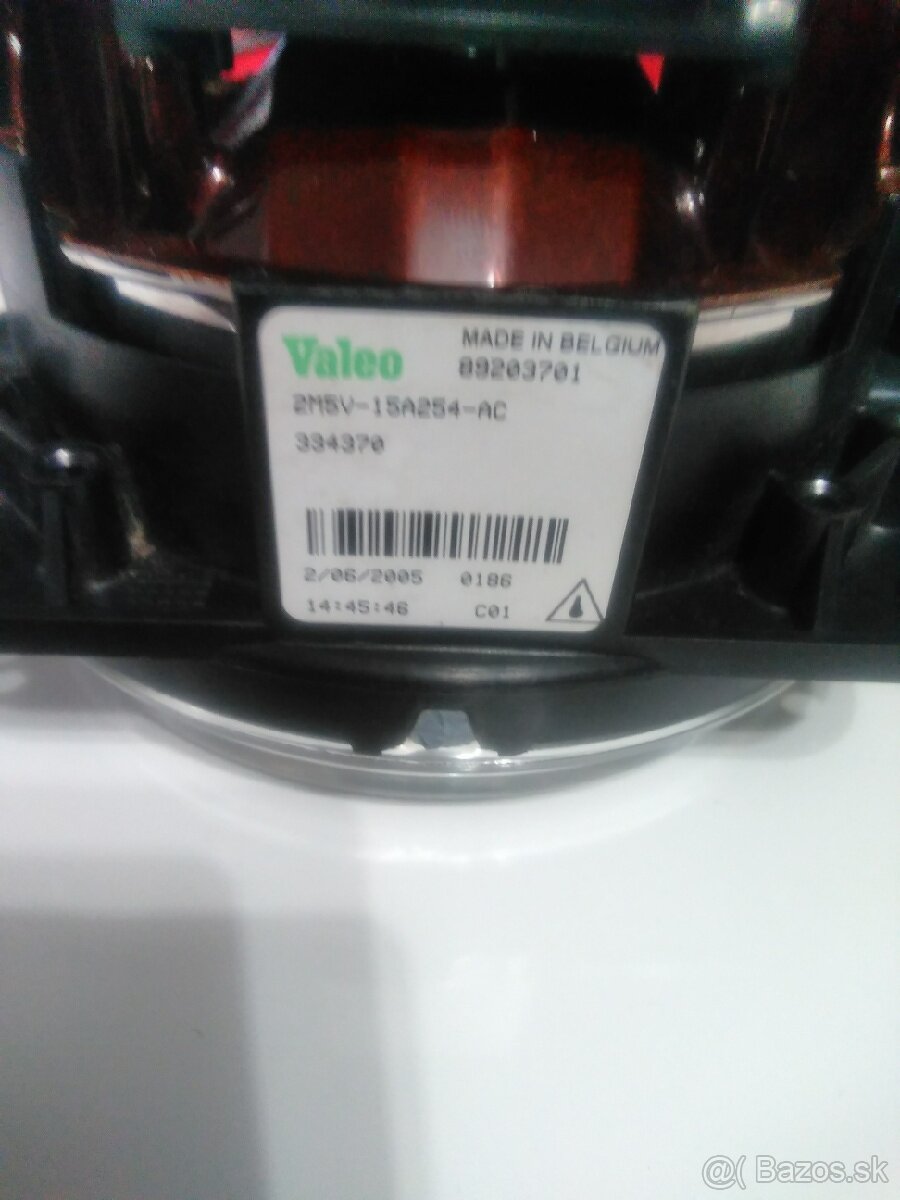 Valeo MADE IN BELGIUM
89203701
2M5V-15A254-AC
334370
2/06/2005 0186
14:45:46 C01
@( Bazos.sk